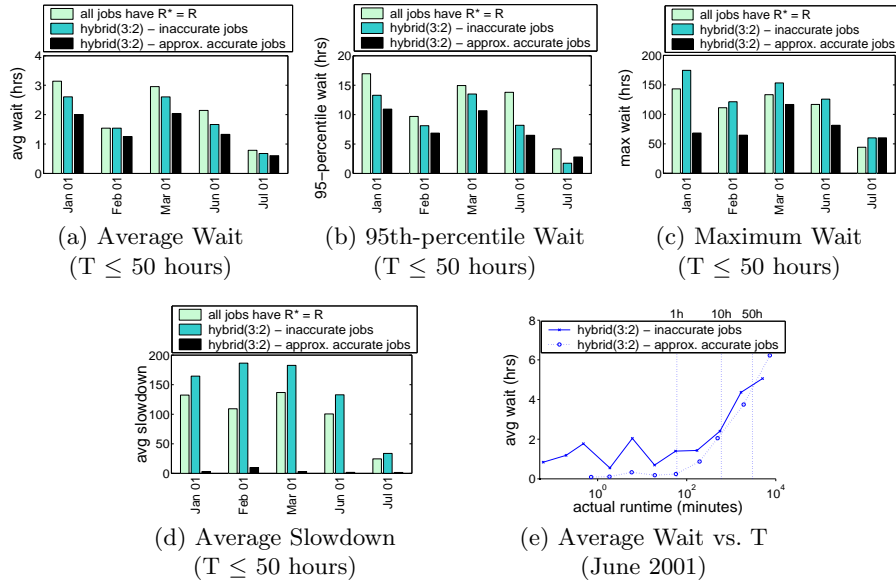 all jobs have R* = R
hybrid(3:2) – inaccurate jobs
hybrid(3:2) – approx. accurate jobs
4
3
2
1
0
avg wait (hrs)
Jan 01
Feb 01
Mar 01
Jun 01
Jul 01
(a) Average Wait
(T ≤ 50 hours)
all jobs have R* = R
hybrid(3:2) – inaccurate jobs
hybrid(3:2) – approx. accurate jobs
20
15
10
5
0
95–percentile wait (hrs)
Jan 01
Feb 01
Mar 01
Jun 01
Jul 01
(b) 95th-percentile Wait
(T ≤ 50 hours)
all jobs have R* = R
hybrid(3:2) – inaccurate jobs
hybrid(3:2) – approx. accurate jobs
200
150
100
50
0
max wait (hrs)
Jan 01
Feb 01
Mar 01
Jun 01
Jul 01
(c) Maximum Wait
(T ≤ 50 hours)
all jobs have R* = R
hybrid(3:2) – inaccurate jobs
hybrid(3:2) – approx. accurate jobs
200
150
100
50
0
avg slowdown
Jan 01
Feb 01
Mar 01
Jun 01
Jul 01
(d) Average Slowdown
(T ≤ 50 hours)
1h 10h 50h
hybrid(3:2) – inaccurate jobs
hybrid(3:2) – approx. accurate jobs
8
6
4
2
0
avg wait (hrs)
10^0 10^2 10^4
actual runtime (minutes)
(e) Average Wait vs. T
(June 2001)